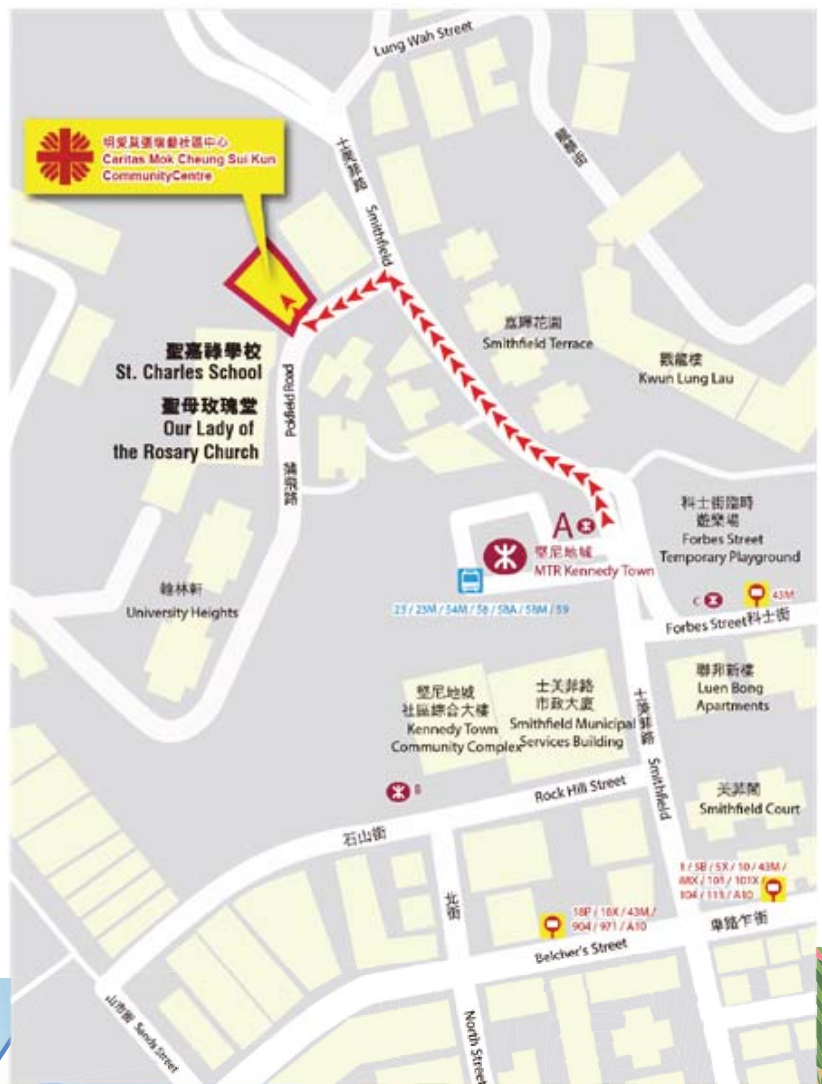 Lung Wah Street
龍華街
明愛莫張瑞勤社區中心
Caritas Mok Cheung Sui Kun
CommunityCentre
士美菲路 Smithfield
嘉輝花園
Smithfield Terrace
觀龍樓
Kwun Lung Lau
聖嘉祿學校
St. Charles School
聖母玫瑰堂
Our Lady of
the Rosary Church
Pokfield Road 蒲飛路
科士街臨時
遊樂場
Forbes Street
Temporary Playground
A
堅尼地城
MTR Kennedy Town
23 / 23M / 54M / 58 / 58A / 58M / 59
C
43M
Forbes Street科士街
翰林軒
University Heights
聯邦新樓
Luen Bong
Apartments
堅尼地城
社區綜合大樓
Kennedy Town
Community Complex
士美菲路
市政大廈
Smithfield Municipal
Services Building
士美菲路 Smithfield
B
Rock Hill Street
石山街
美菲閣
Smithfield Court
北街
18P / 18X / 43M /
904 / 971 / A10
/ 5B / 5X / 10 / 43M /
/ 101 / 101X /
104 / 113 / A10
Belcher's Street
卑路乍街
山市街 Sands Street
North Street